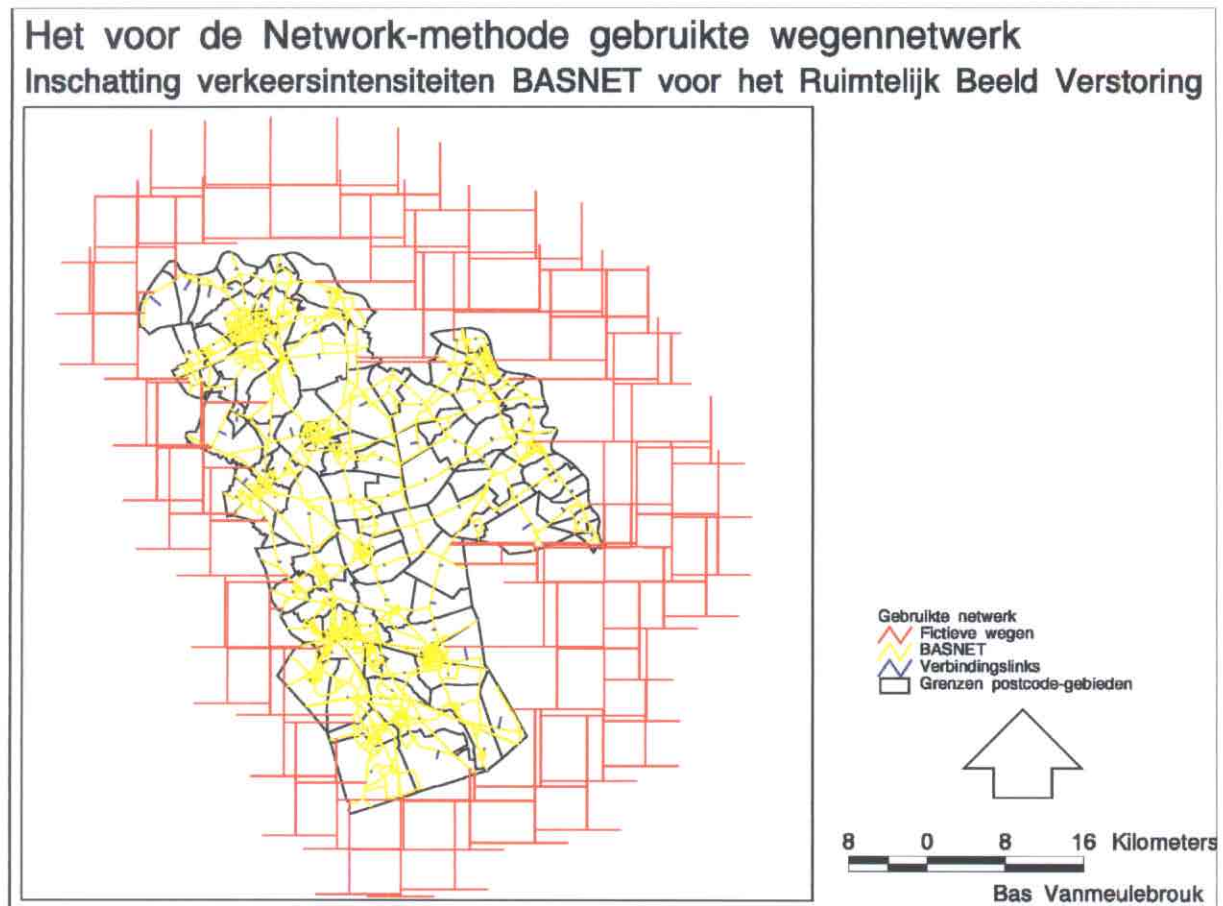 Het voor de Network-methode gebruikte wegennetwerk
Inschatting verkeersintensiteiten BASNET voor het Ruimtelijk Beeld Verstoring
Gebruikte netwerk
Fictieve wegen
BASNET
Verbindingslinks
Grenzen postcode-gebieden
8 0 8 16 Kilometers
Bas Vanmeulebrouk